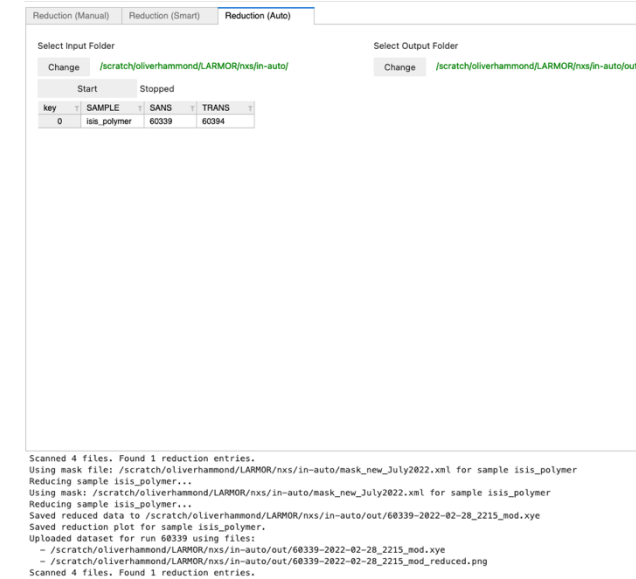 Reduction (Manual) Reduction (Smart) Reduction (Auto)
Select Input Folder Select Output Folder
Change /scratch/oliverhammond/LARMOR/nxs/in-auto/ Change /scratch/oliverhammond/LARMOR/nxs/in-auto/out
Start Stopped
key SAMPLE SANS TRANS
0 isis_polymer 60339 60394
Scanned 4 files. Found 1 reduction entries.
Using mask file: /scratch/oliverhammond/LARMOR/nxs/in-auto/mask_new_July2022.xml for sample isis_polymer
Reducing sample isis_polymer...
Using mask: /scratch/oliverhammond/LARMOR/nxs/in-auto/mask_new_July2022.xml for sample isis_polymer
Reducing sample isis_polymer...
Saved reduced data to /scratch/oliverhammond/LARMOR/nxs/in-auto/out/60339-2022-02-28_2215_mod.xye
Saved reduction plot for sample isis_polymer.
Uploaded dataset for run 60339 using files:
– /scratch/oliverhammond/LARMOR/nxs/in-auto/out/60339-2022-02-28_2215_mod.xye
– /scratch/oliverhammond/LARMOR/nxs/in-auto/out/60339-2022-02-28_2215_mod_reduced.png
Scanned 4 files. Found 1 reduction entries.